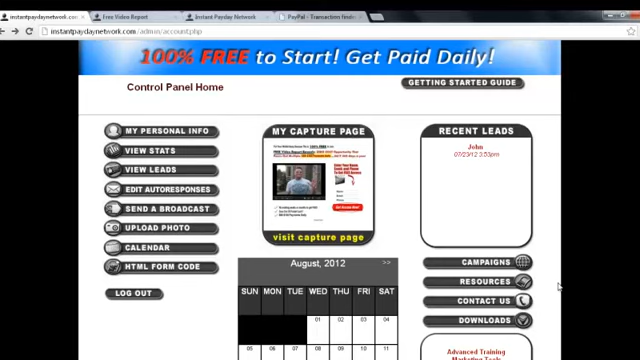 instantpaydaynetwork.com/
Free Video Report
Instant Payday Network
PayPal - Transaction finish
instantpaydaynetwork.com/admin/account.php
100% FREE to Start! Get Paid Daily!
Control Panel Home
GETTING STARTED GUIDE
MY PERSONAL INFO
VIEW STATS
VIEW LEADS
EDIT AUTORESPONSES
SEND A BROADCAST
UPLOAD PHOTO
CALENDAR
HTML FORM CODE
LOG OUT
MY CAPTURE PAGE
visit capture page
August, 2012 >>
SUN MON TUE WED THU FRI SAT
01 02 03 04
05 06 07 08 09 10 11
RECENT LEADS
John
07/23/12 3:53pm
CAMPAIGNS
RESOURCES
CONTACT US
DOWNLOADS
Advanced Training
Marketing Tools